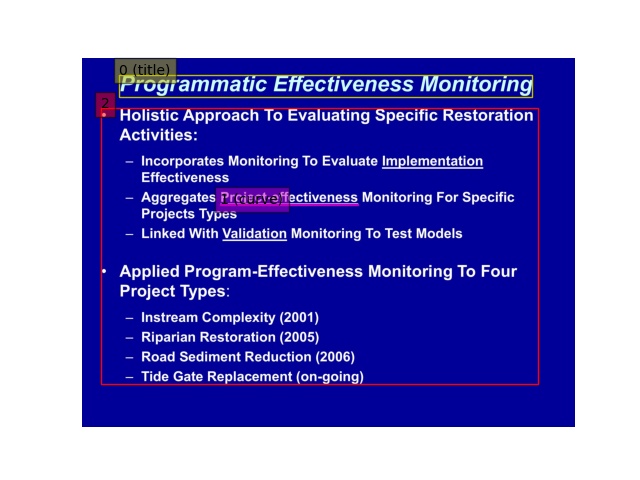 0 (title)
Programmatic Effectiveness Monitoring
2
• Holistic Approach To Evaluating Specific Restoration
Activities:
– Incorporates Monitoring To Evaluate Implementation
Effectiveness
– Aggregates Project-effectiveness Monitoring For Specific
Projects Types
– Linked With Validation Monitoring To Test Models
• Applied Program-Effectiveness Monitoring To Four
Project Types:
– Instream Complexity (2001)
– Riparian Restoration (2005)
– Road Sediment Reduction (2006)
– Tide Gate Replacement (on-going)